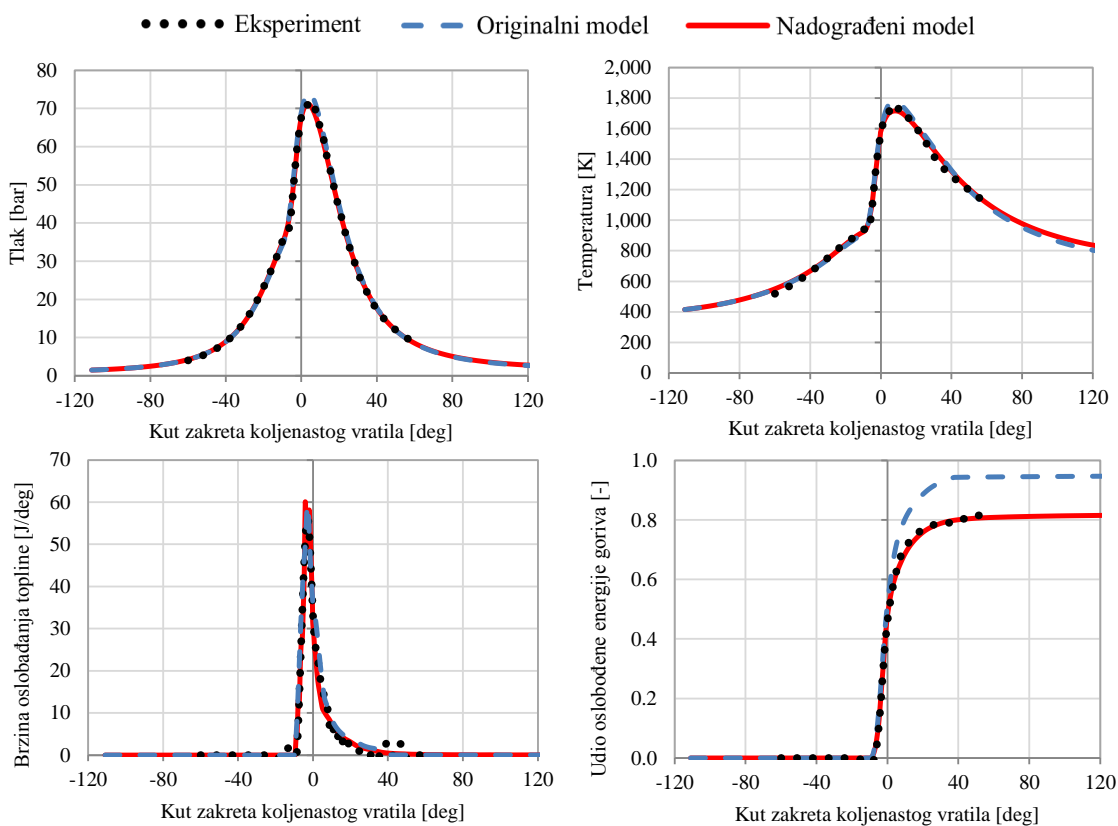 Eksperiment Originalni model Nadograđeni model
Tlak [bar]
80
70
60
50
40
30
20
10
0
-120 -80 -40 0 40 80 120
Kut zakreta koljenastog vratila [deg]
Temperatura [K]
2,000
1,800
1,600
1,400
1,200
1,000
800
600
400
200
0
-120 -80 -40 0 40 80 120
Kut zakreta koljenastog vratila [deg]
Brzina oslobađanja topline [J/deg]
70
60
50
40
30
20
10
0
-120 -80 -40 0 40 80 120
Kut zakreta koljenastog vratila [deg]
Udio oslobođene energije goriva [-]
1.0
0.8
0.6
0.4
0.2
0.0
-120 -80 -40 0 40 80 120
Kut zakreta koljenastog vratila [deg]